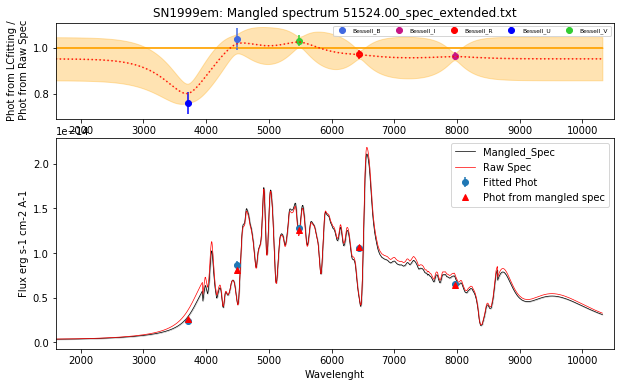 SN1999em: Mangled spectrum 51524.00_spec_extended.txt
Phot from LCfitting /
Phot from Raw Spec
1.0
0.8
Bessell_B
Bessell_I
Bessell_R
Bessell_U
Bessell_V
2000 3000 4000 5000 6000 7000 8000 9000 10000
1e−14
Flux erg s-1 cm-2 A-1
2.0
1.5
1.0
0.5
0.0
Mangled_Spec
Raw Spec
Fitted Phot
Phot from mangled spec
2000 3000 4000 5000 6000 7000 8000 9000 10000
Wavelenght